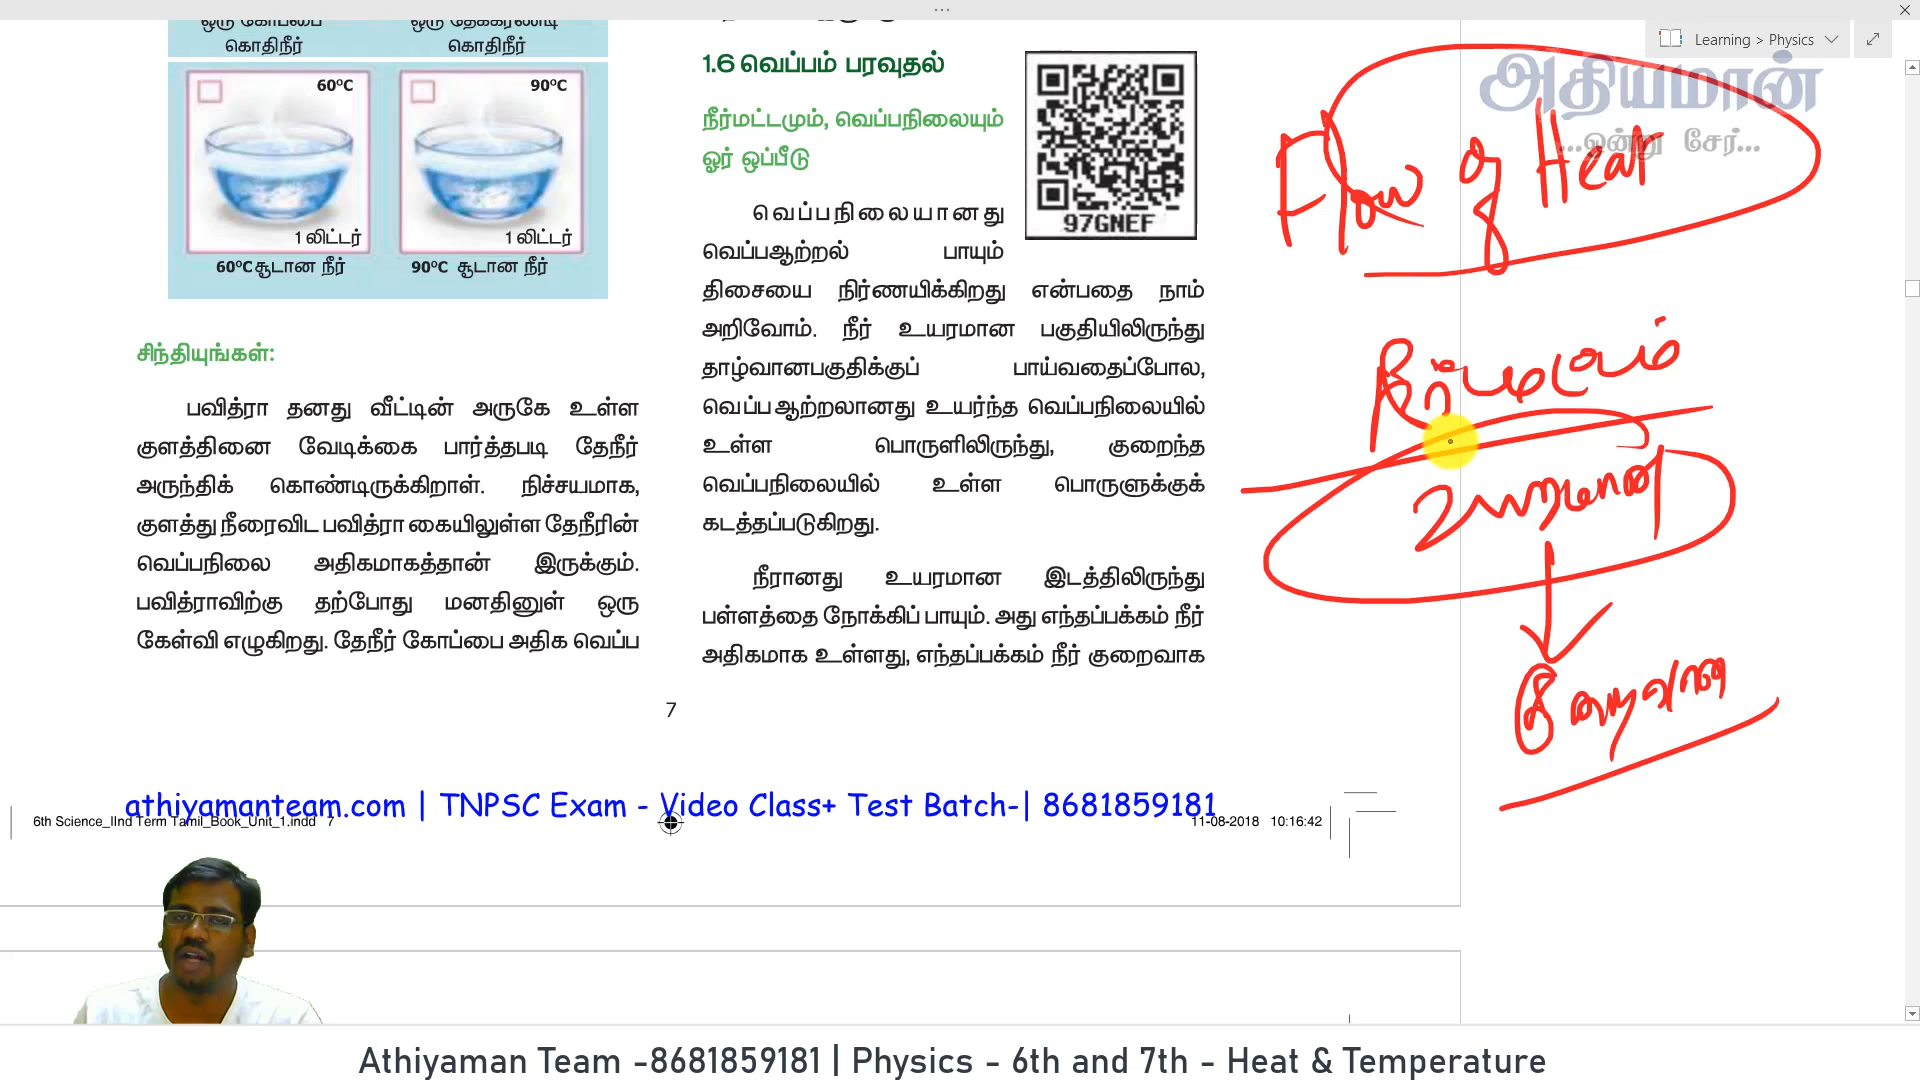 Learning > Physics
அதியமான்
...ஒன்று சேர்...
கொதிநீர்
கொதிநீர்
60ºC
90ºC
1 லிட்டர்
1 லிட்டர்
60ºC சூடான நீர்
90ºC சூடான நீர்
சிந்தியுங்கள்:
பவித்ரா தனது வீட்டின் அருகே உள்ள
குளத்தினை வேடிக்கை பார்த்தபடி தேநீர்
அருந்திக் கொண்டிருக்கிறாள். நிச்சயமாக,
குளத்து நீரைவிட பவித்ரா கையிலுள்ள தேநீரின்
வெப்பநிலை அதிகமாகத்தான் இருக்கும்.
பவித்ராவிற்கு தற்போது மனதினுள் ஒரு
கேள்வி எழுகிறது. தேநீர் கோப்பை அதிக வெப்ப
1.6 வெப்பம் பரவுதல்
நீர்மட்டமும், வெப்பநிலையும்
ஓர் ஒப்பீடு
97GNEF
வெப்பநிலையானது
வெப்பஆற்றல் பாயும்
திசையை நிர்ணயிக்கிறது என்பதை நாம்
அறிவோம். நீர் உயரமான பகுதியிலிருந்து
தாழ்வானபகுதிக்குப் பாய்வதைப்போல,
வெப்பஆற்றலானது உயர்ந்த வெப்பநிலையில்
உள்ள பொருளிலிருந்து, குறைந்த
வெப்பநிலையில் உள்ள பொருளுக்குக்
கடத்தப்படுகிறது.
நீரானது உயரமான இடத்திலிருந்து
பள்ளத்தை நோக்கிப் பாயும். அது எந்தப்பக்கம் நீர்
அதிகமாக உள்ளது, எந்தப்பக்கம் நீர் குறைவாக
7
Flow of Heat
நீர்மட்டம்
உயரமான
குறைவான
athiyamanteam.com | TNPSC Exam - Video Class+ Test Batch-| 8681859181
6th Science_IInd Term Tamil_Book_Unit_1.indd 7
11-08-2018 10:16:42
Athiyaman Team -8681859181 | Physics - 6th and 7th - Heat & Temperature